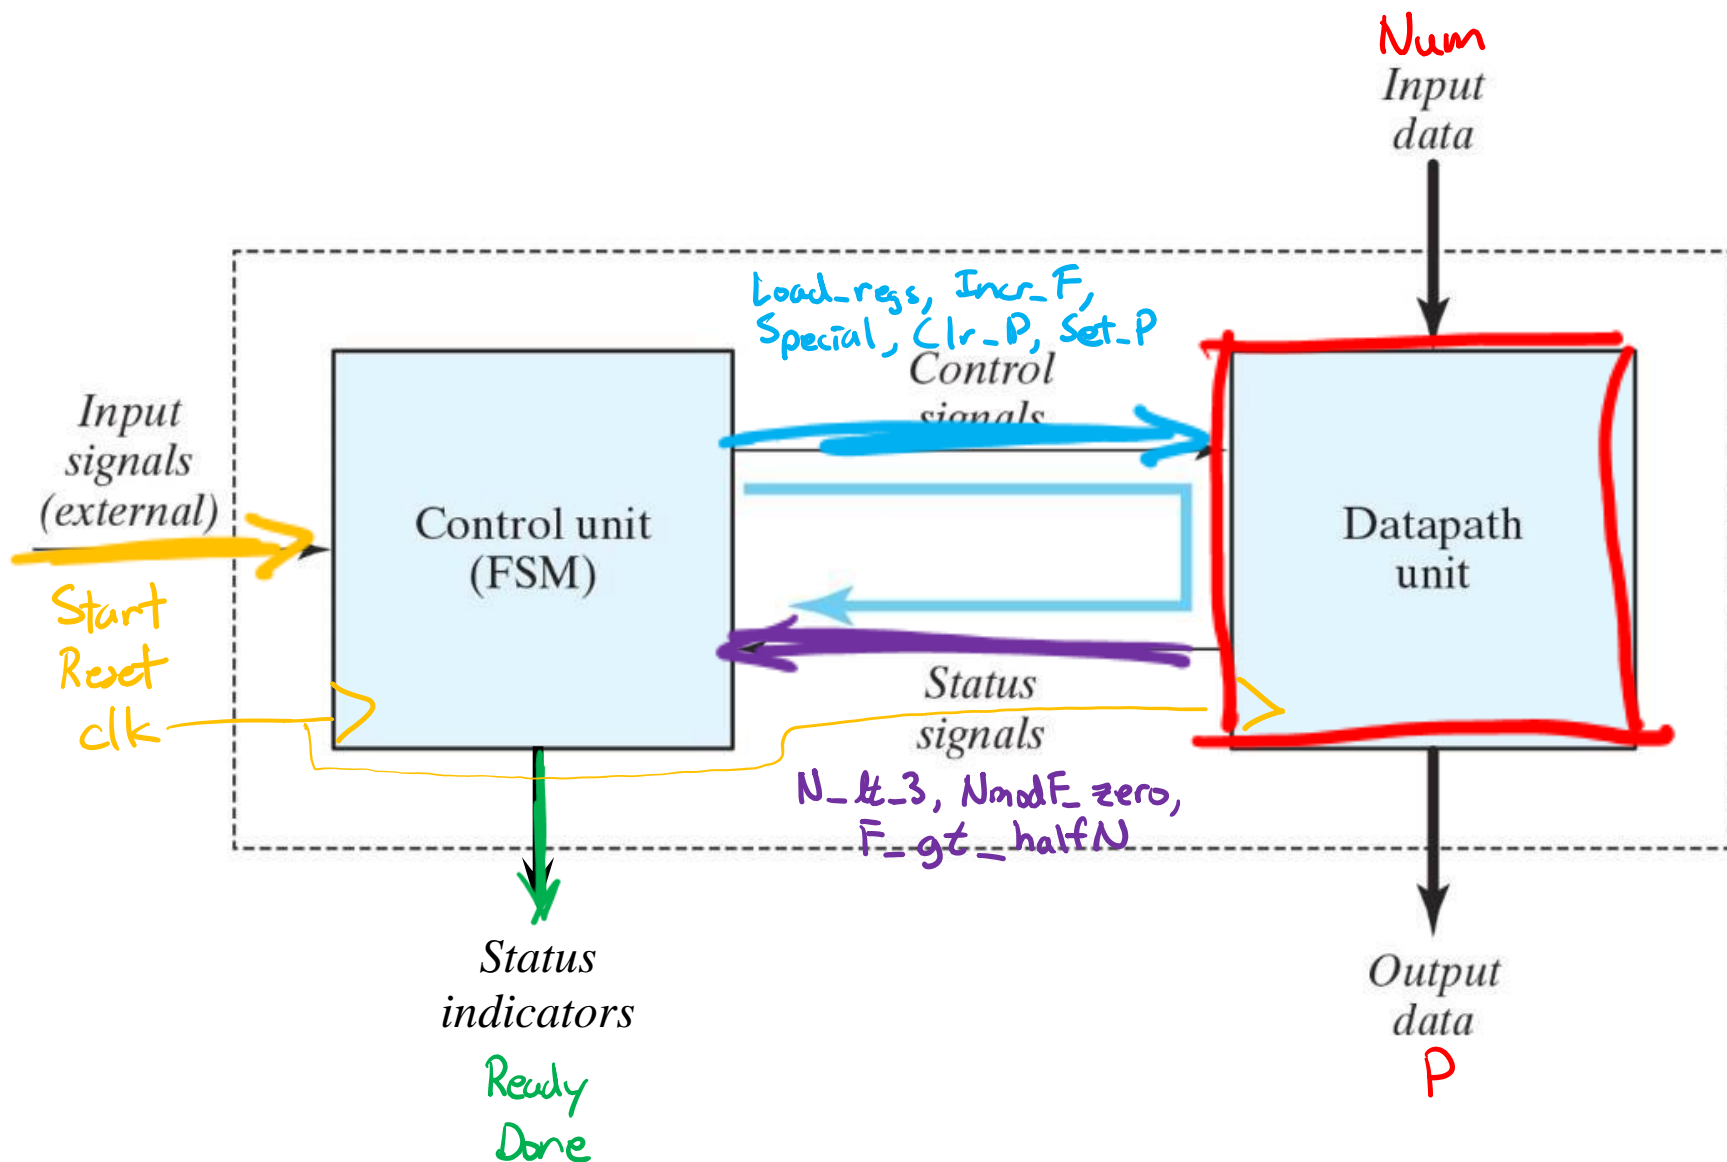 Num
Input
data
Load_regs, Incr_F,
Special, Clr_P, Set_P
Control
signals
Input
signals
(external)
Control unit
(FSM)
Datapath
unit
Start
Reset
clk
Status
signals
N_lt_3, NmodF_zero,
F_gt_halfN
Status
indicators
Ready
Done
Output
data
P